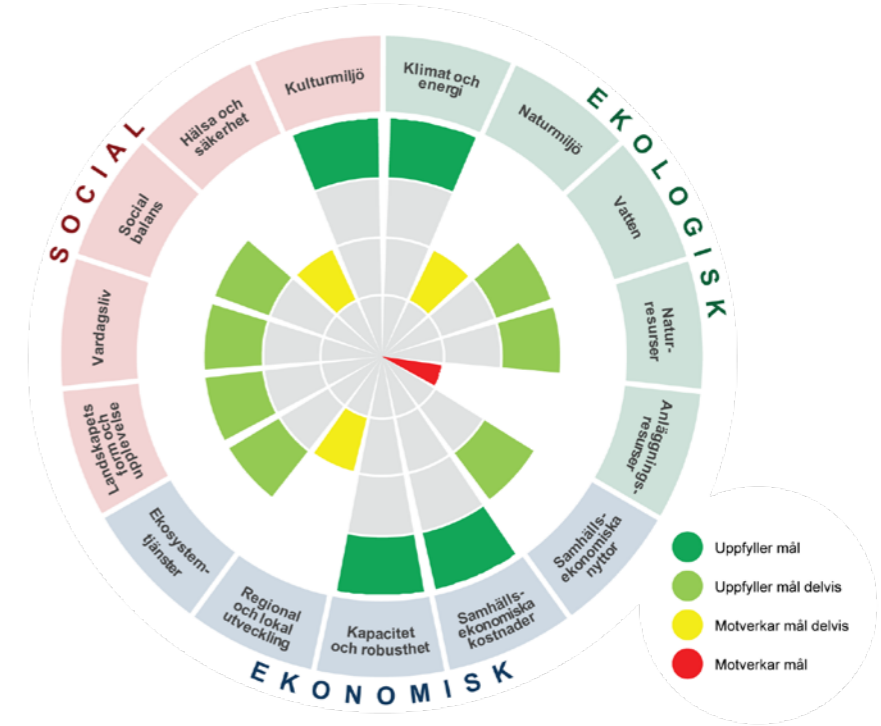 SOCIAL
EKOLOGISK
EKONOMISK
Kulturmiljö
Klimat och
energi
Naturmiljö
Vatten
Natur-
resurser
Anläggnings-
resurser
Samhälls-
ekonomiska
nyttor
Samhälls-
ekonomiska
kostnader
Kapacitet
och robusthet
Regional
och lokal
utveckling
Ekosystem-
tjänster
Landskapets
form och
upplevelse
Vardagsliv
Social
balans
Hälsa och
säkerhet
Uppfyller mål
Uppfyller mål delvis
Motverkar mål delvis
Motverkar mål